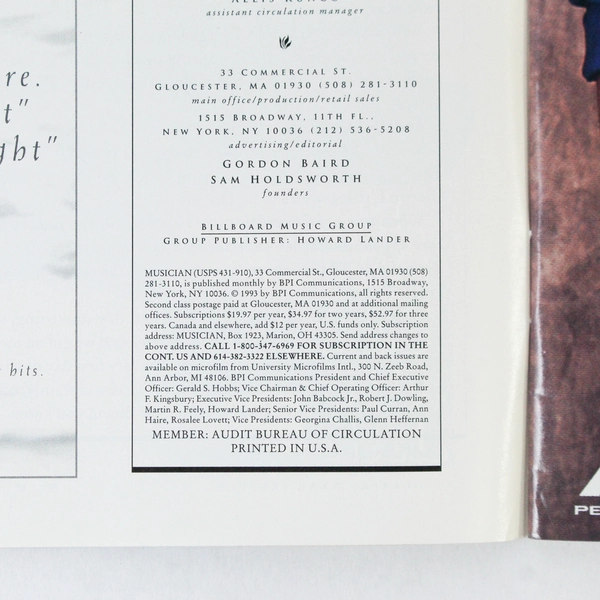 re.
t"
ght"
bits.
assistant circulation manager
33 Commercial St.
Gloucester, MA 01930 (508) 281-3110
main office/production/retail sales
1515 Broadway, 11th Fl.,
New York, NY 10036 (212) 536-5208
advertising/editorial
Gordon Baird
Sam Holdsworth
founders
Billboard Music Group
Group Publisher: Howard Lander
MUSICIAN (USPS 431-910), 33 Commercial St., Gloucester, MA 01930 (508)
281-3110, is published monthly by BPI Communications, 1515 Broadway,
New York, NY 10036. © 1993 by BPI Communications, all rights reserved.
Second class postage paid at Gloucester, MA 01930 and at additional mailing
offices. Subscriptions $19.97 per year, $34.97 for two years, $52.97 for three
years. Canada and elsewhere, add $12 per year, U.S. funds only. Subscription
address: MUSICIAN, Box 1923, Marion, OH 43305. Send address changes to
above address. CALL 1-800-347-6969 FOR SUBSCRIPTION IN THE
CONT. US AND 614-382-3322 ELSEWHERE. Current and back issues are
available on microfilm from University Microfilms Intl., 300 N. Zeeb Road,
Ann Arbor, MI 48106. BPI Communications President and Chief Executive
Officer: Gerald S. Hobbs; Vice Chairman & Chief Operating Officer: Arthur
F. Kingsbury; Executive Vice Presidents: John Babcock Jr., Robert J. Dowling,
Martin R. Feely, Howard Lander; Senior Vice Presidents: Paul Curran, Ann
Haire, Rosalee Lovett; Vice Presidents: Georgina Challis, Glenn Heffernan
MEMBER: AUDIT BUREAU OF CIRCULATION
PRINTED IN U.S.A.
PE